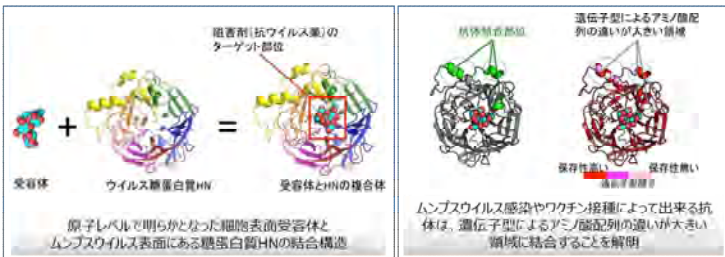 阻害剤(抗ウイルス薬)の
ターゲット部位
受容体
ウイルス糖蛋白質HN
受容体とHNの複合体
原子レベルで明らかとなった細胞表面受容体と
ムンプスウイルス表面にある糖蛋白質HNの結合構造
抗体結合部位
遺伝子型によるアミノ酸配
列の違いが大きい領域
保存性高い
保存性無い
ムンプスウイルス感染やワクチン接種によって出来る抗
体は、遺伝子型によるアミノ酸配列の違いが大きい
領域に結合することを解明